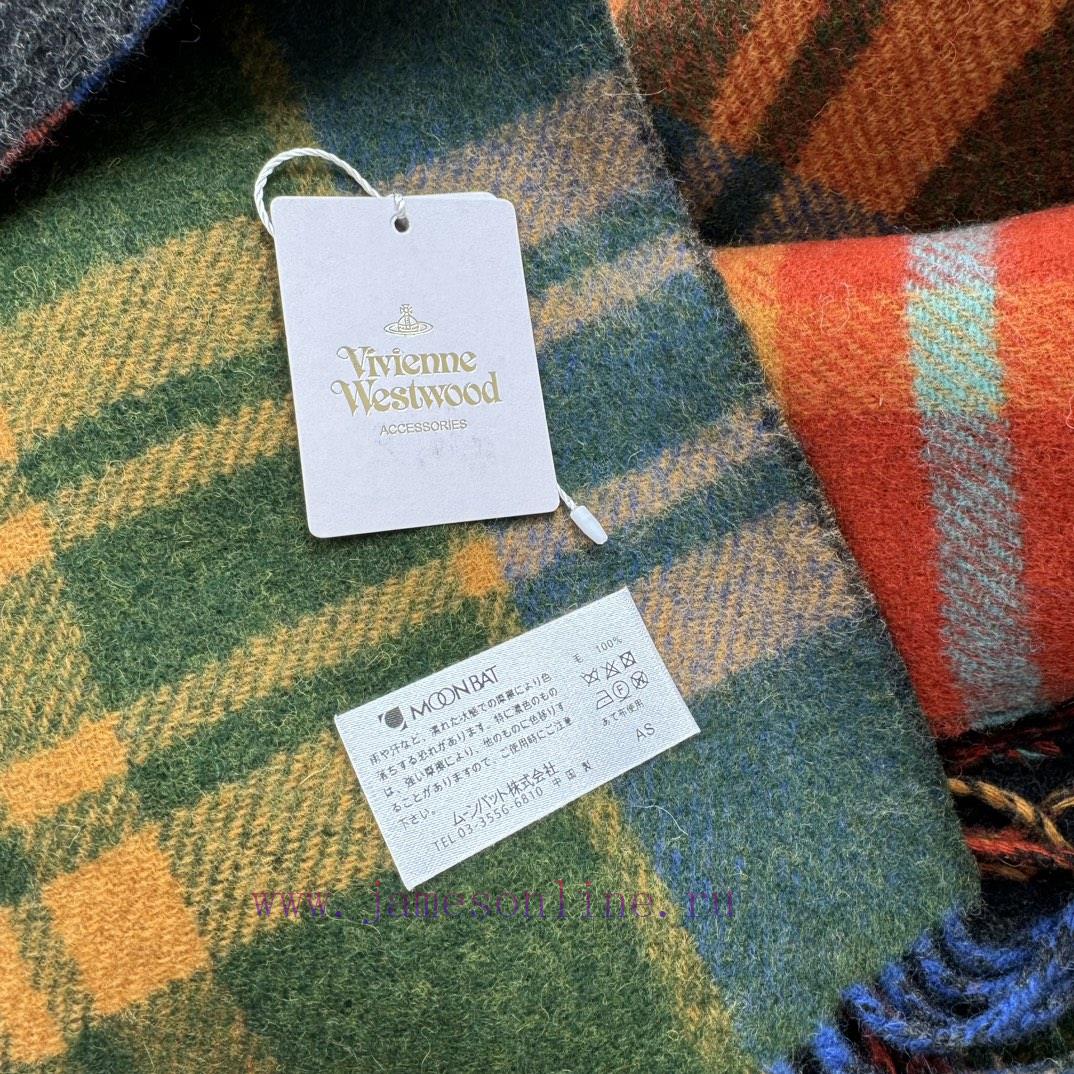 Vivienne
Westwood
ACCESSORIES
MOONBAT
雨や汗など、濡れた状態での摩擦により色
落ちする恐れがあります。特に濃色のもの
は、強い摩擦により、他のものに色移りす
ることがありますので、ご使用時にご注意
下さい。
ムーンバット株式会社
TEL 03-3556-6810 中国製
毛 100%
F
あて布使用
AS
www.jamesonline.ru